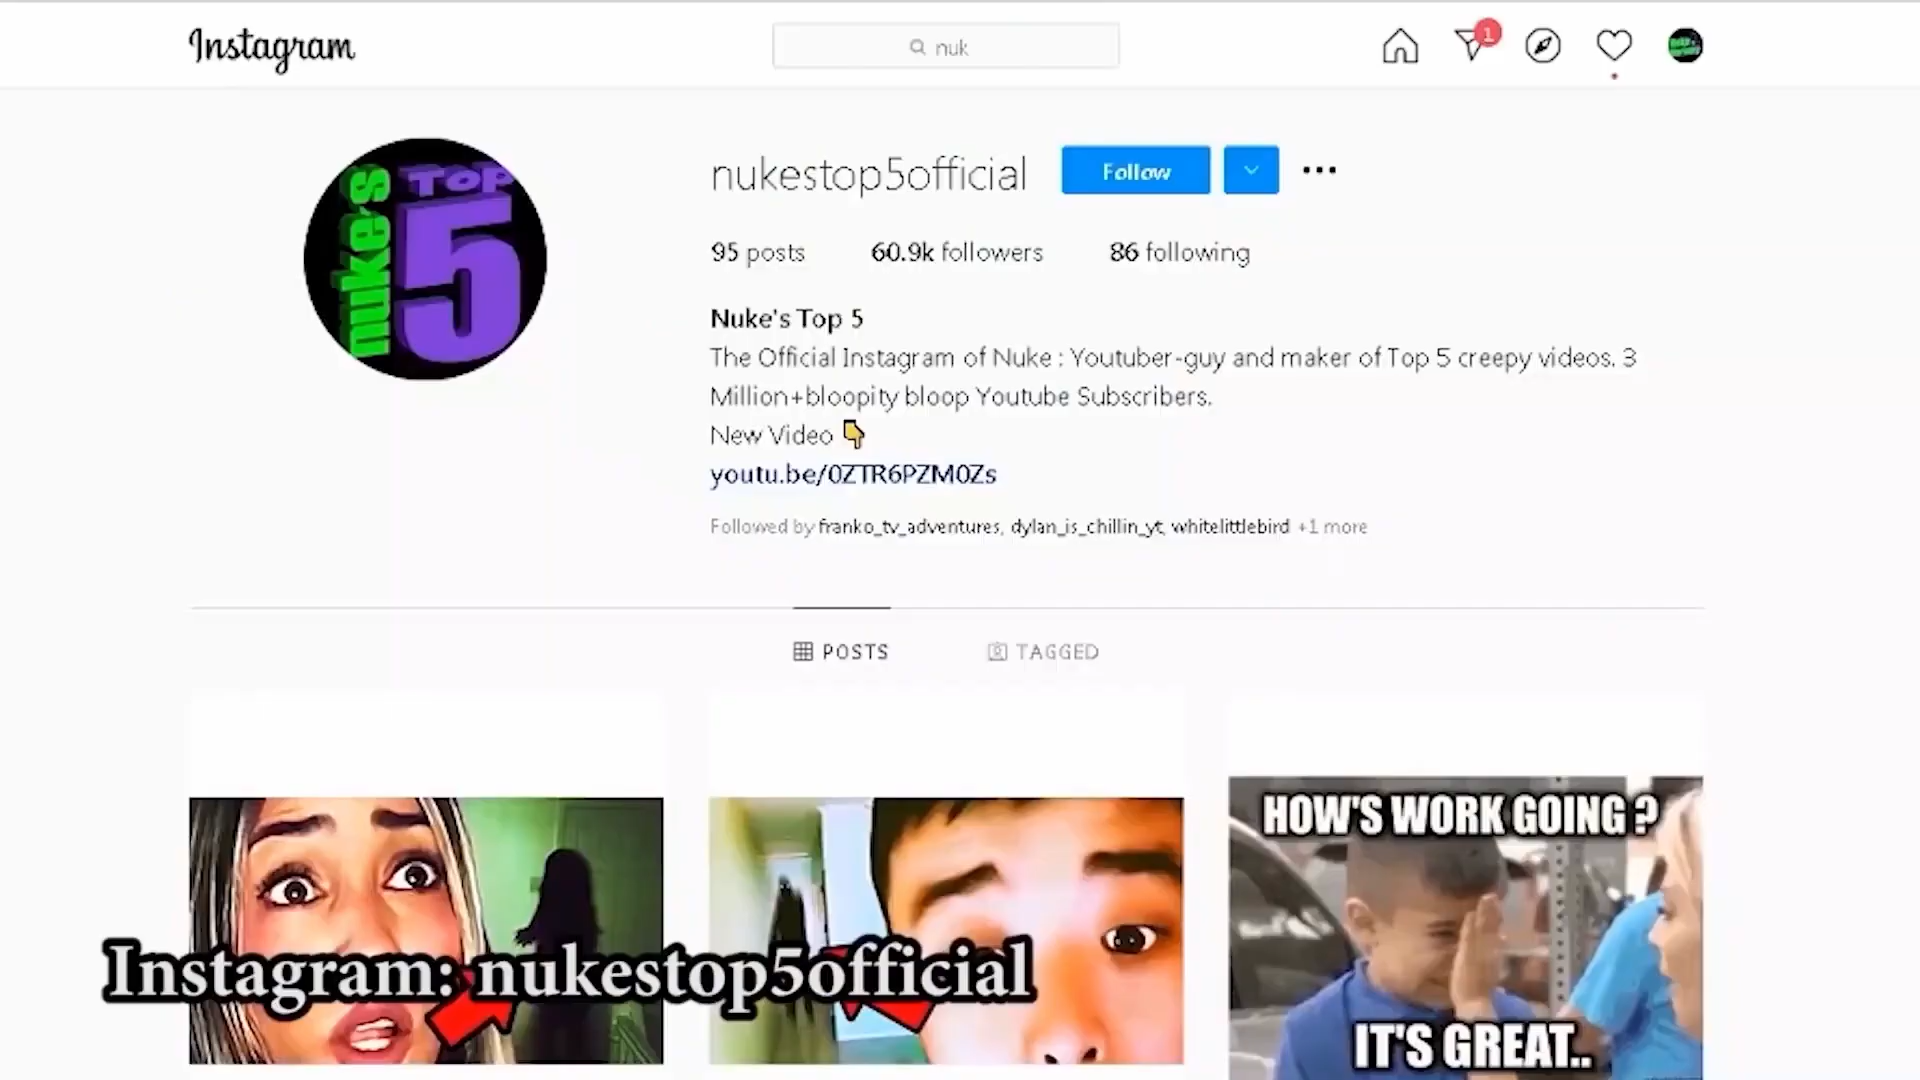 Instagram
nuk
1
nuke's Top 5
nukestop5official
Follow
95 posts 60.9k followers 86 following
Nuke's Top 5
The Official Instagram of Nuke : Youtuber-guy and maker of Top 5 creepy videos. 3
Million+bloopity bloop Youtube Subscribers.
New Video 👇
youtu.be/0ZTR6PZM0Zs
Followed by franko_tv_adventures, dylan_is_chillin_yt, whitelittlebird +1 more
POSTS TAGGED
HOW'S WORK GOING ?
Instagram: nukestop5official
IT'S GREAT..